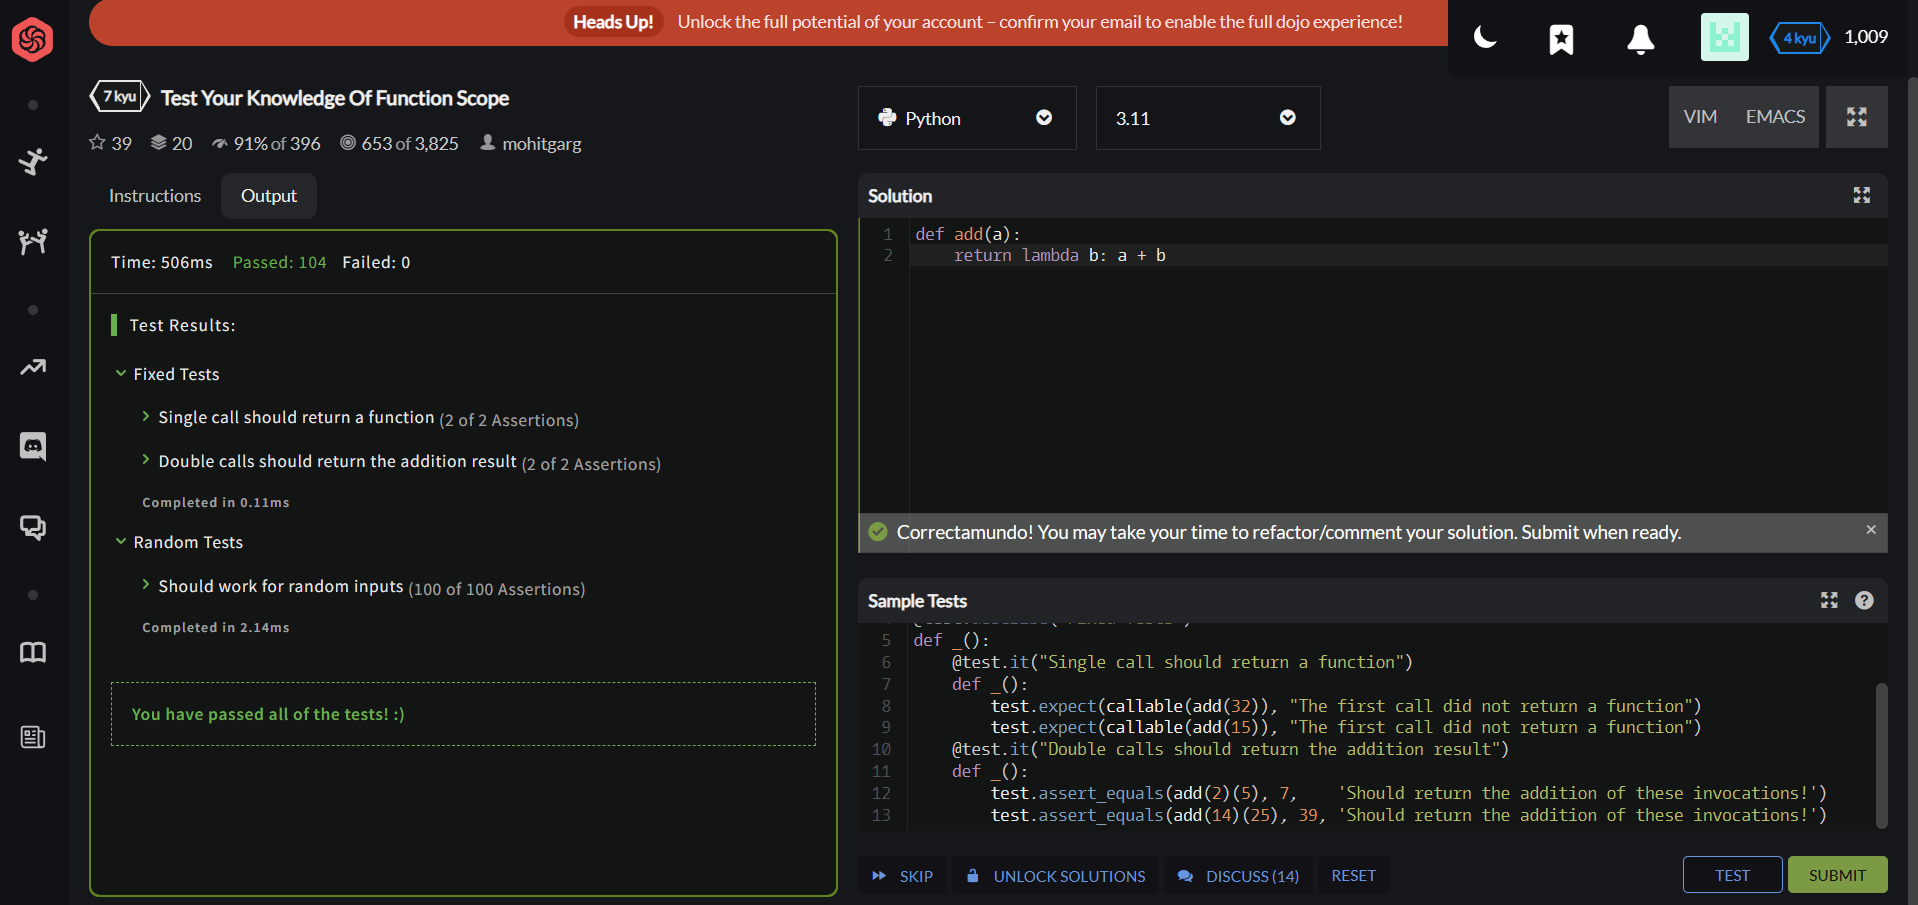 Heads Up! Unlock the full potential of your account – confirm your email to enable the full dojo experience!
4 kyu 1,009
7 kyu Test Your Knowledge Of Function Scope
39 20 91% of 396 653 of 3,825 mohitgarg
Instructions Output
Time: 506ms Passed: 104 Failed: 0
Test Results:
Fixed Tests
Single call should return a function (2 of 2 Assertions)
Double calls should return the addition result (2 of 2 Assertions)
Completed in 0.11ms
Random Tests
Should work for random inputs (100 of 100 Assertions)
Completed in 2.14ms
You have passed all of the tests! :)
Python 3.11 VIM EMACS
Solution
1 def add(a):
2     return lambda b: a + b
Correctamundo! You may take your time to refactor/comment your solution. Submit when ready. ×
Sample Tests
5 def _():
6     @test.it("Single call should return a function")
7     def _():
8         test.expect(callable(add(32)), "The first call did not return a function")
9         test.expect(callable(add(15)), "The first call did not return a function")
10     @test.it("Double calls should return the addition result")
11     def _():
12         test.assert_equals(add(2)(5), 7,    'Should return the addition of these invocations!')
13         test.assert_equals(add(14)(25), 39, 'Should return the addition of these invocations!')
SKIP UNLOCK SOLUTIONS DISCUSS (14) RESET TEST SUBMIT